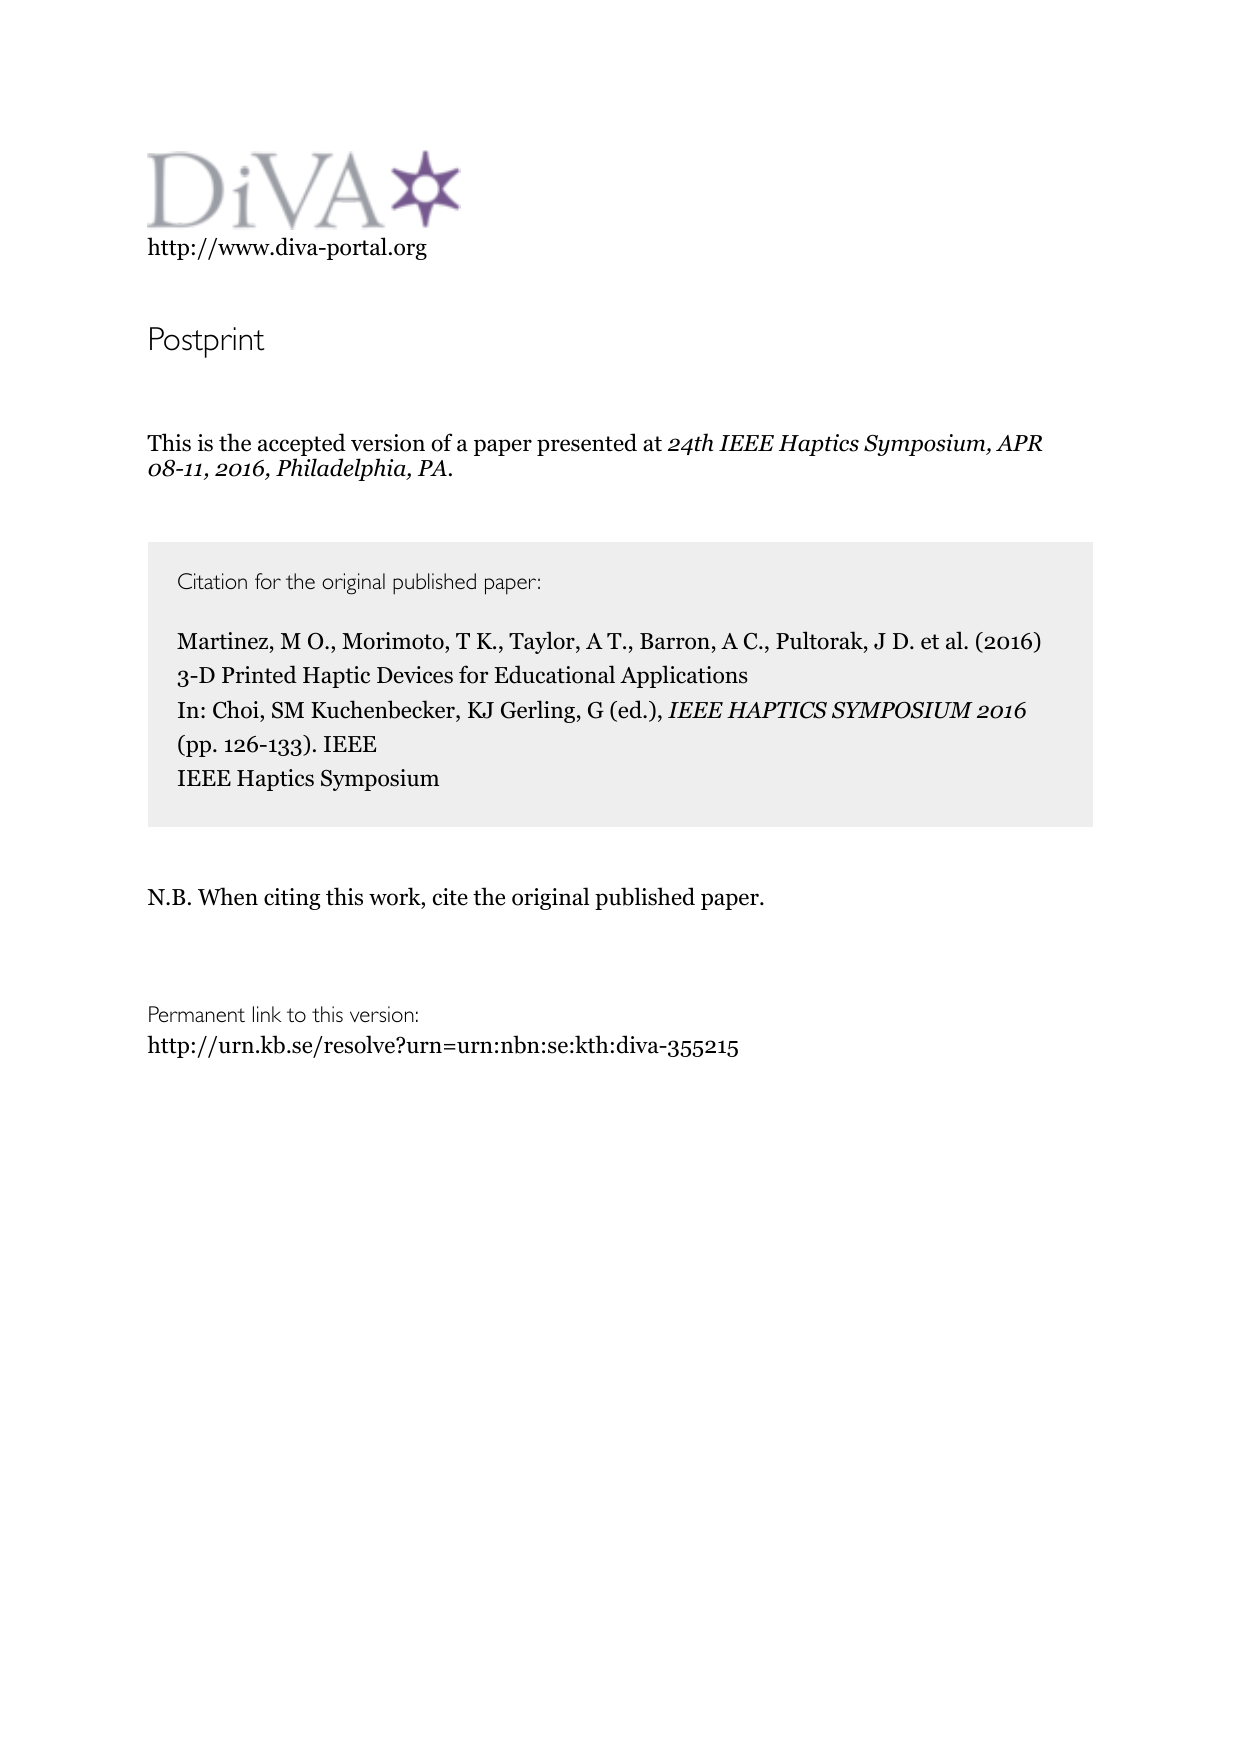 DiVA
http://www.diva-portal.org
Postprint
This is the accepted version of a paper presented at 24th IEEE Haptics Symposium, APR
08-11, 2016, Philadelphia, PA.
Citation for the original published paper:
Martinez, M O., Morimoto, T K., Taylor, A T., Barron, A C., Pultorak, J D. et al. (2016)
3-D Printed Haptic Devices for Educational Applications
In: Choi, SM Kuchenbecker, KJ Gerling, G (ed.), IEEE HAPTICS SYMPOSIUM 2016
(pp. 126-133). IEEE
IEEE Haptics Symposium
N.B. When citing this work, cite the original published paper.
Permanent link to this version:
http://urn.kb.se/resolve?urn=urn:nbn:se:kth:diva-355215